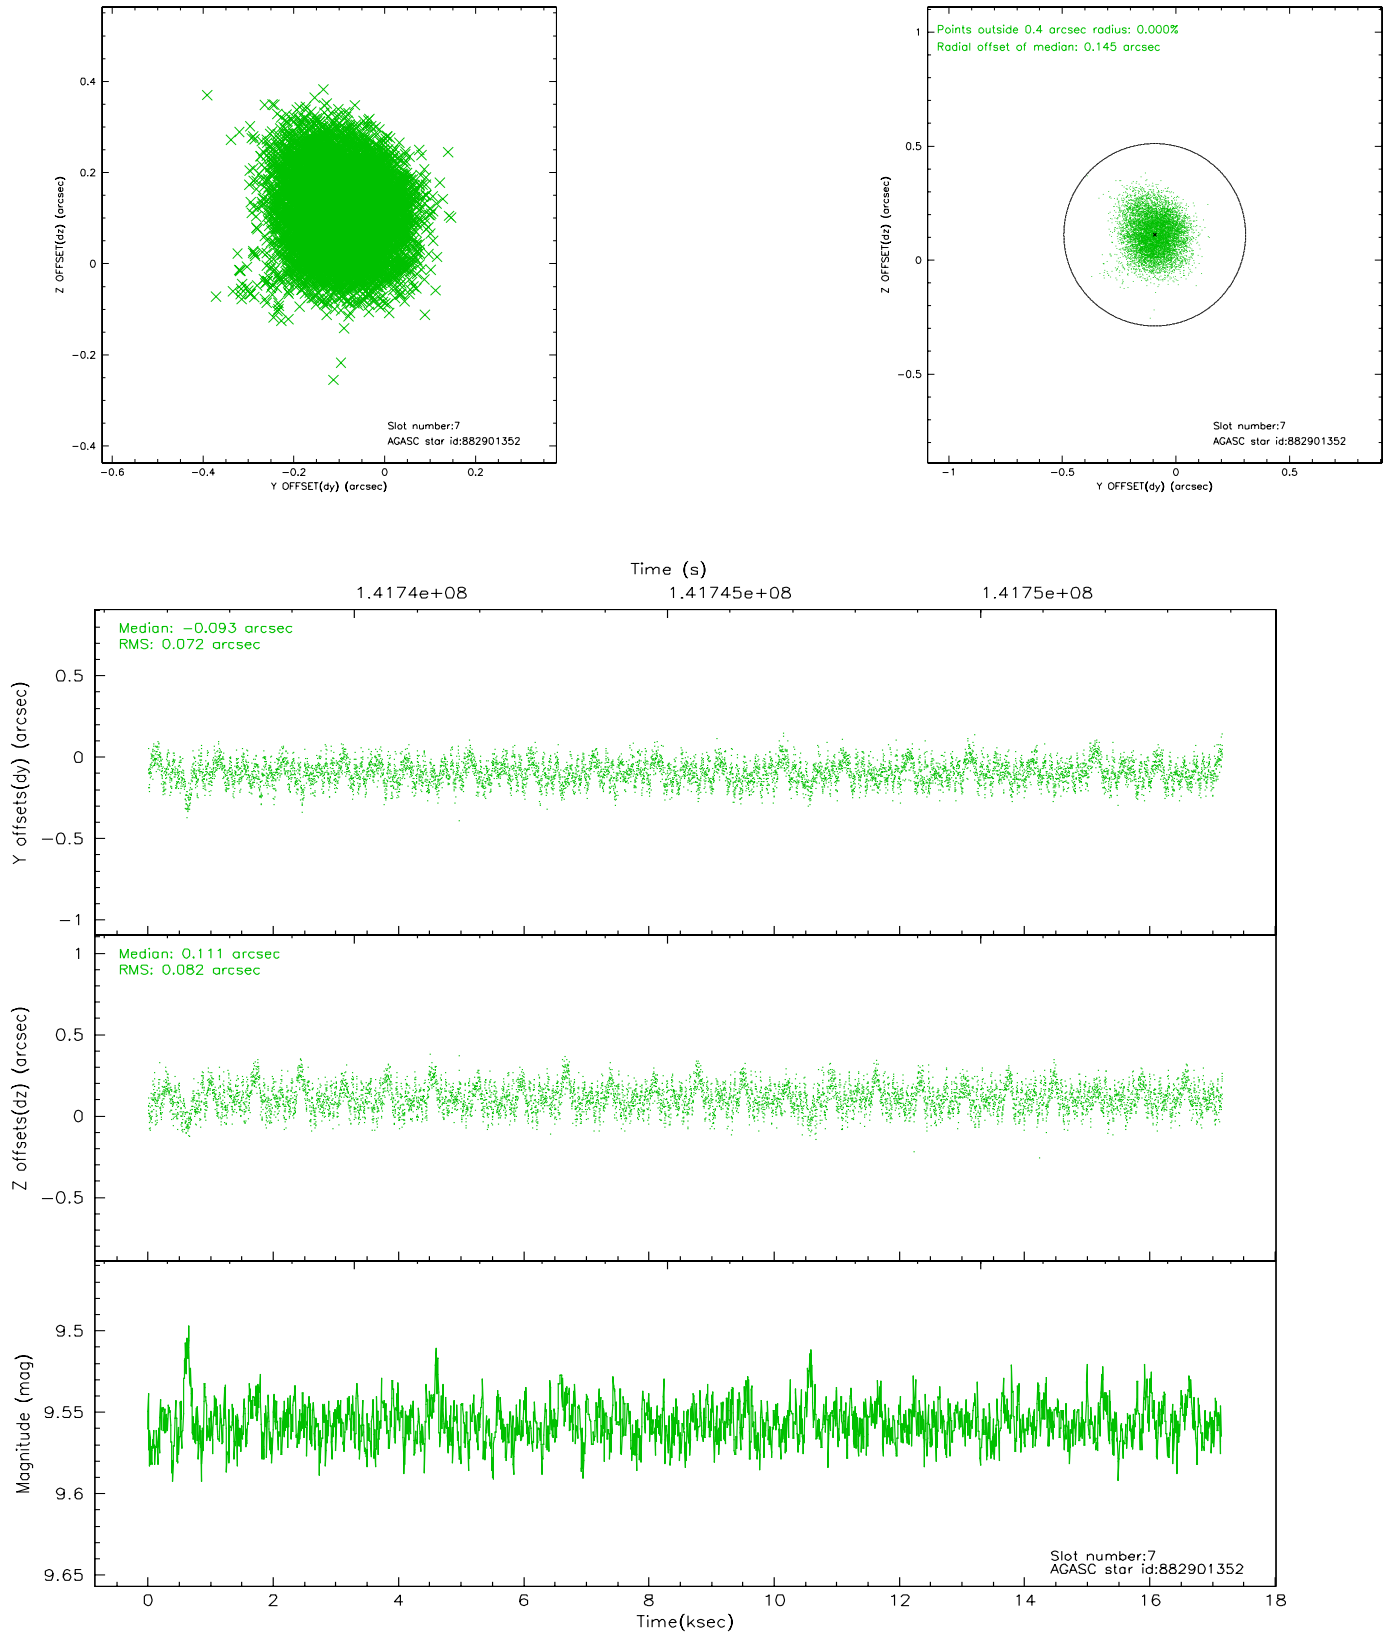 0.4
0.2
0
−0.2
−0.4
Z OFFSET(dz) (arcsec)
Slot number:7
AGASC star id:882901352
−0.6
−0.4
−0.2
0
0.2
Y OFFSET(dy) (arcsec)
Points outside 0.4 arcsec radius: 0.000%
Radial offset of median: 0.145 arcsec
1
0.5
0
−0.5
Z OFFSET(dz) (arcsec)
Slot number:7
AGASC star id:882901352
−1
−0.5
0
0.5
Y OFFSET(dy) (arcsec)
Time (s)
1.4174e+08
1.41745e+08
1.4175e+08
Median: −0.093 arcsec
RMS: 0.072 arcsec
0.5
0
−0.5
−1
Y offsets(dy) (arcsec)
Median: 0.111 arcsec
RMS: 0.082 arcsec
1
0.5
0
−0.5
Z offsets(dz) (arcsec)
9.5
9.55
9.6
9.65
Magnitude (mag)
Slot number:7
AGASC star id:882901352
0
2
4
6
8
10
12
14
16
18
Time(ksec)